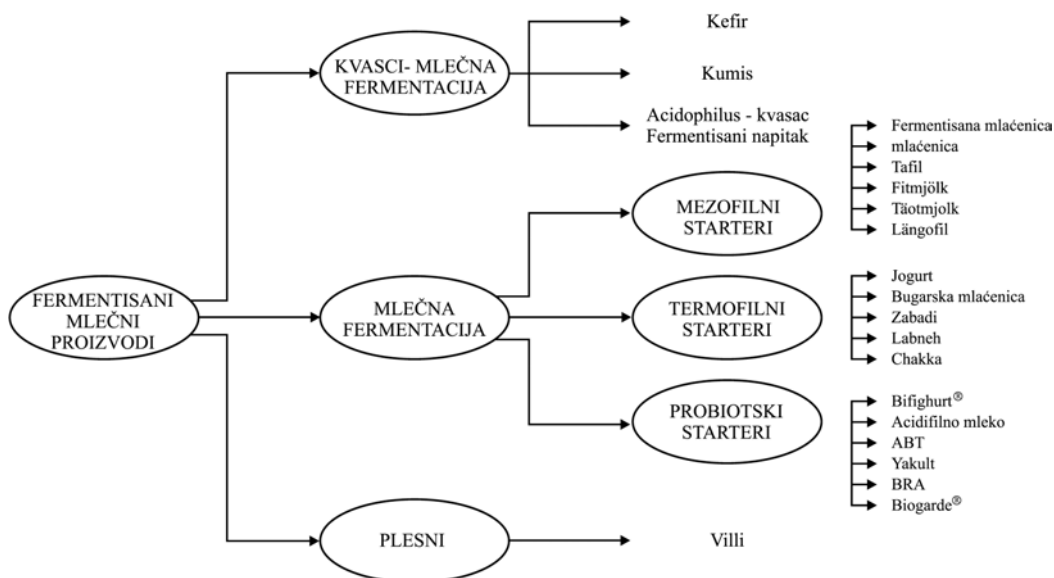 Kefir
KVASCI- MLEČNA
FERMENTACIJA
Kumis
Acidophilus - kvasac
Fermentisani napitak
Fermentisana mlaćenica
mlaćenica
Tafil
Fitmjölk
Täotmjolk
Längofil
MEZOFILNI
STARTERI
FERMENTISANI
MLEČNI
PROIZVODI
MLEČNA
FERMENTACIJA
TERMOFILNI
STARTERI
Jogurt
Bugarska mlaćenica
Zabadi
Labneh
Chakka
PROBIOTSKI
STARTERI
Bifighurt®
Acidifilno mleko
ABT
Yakult
BRA
Biogarde®
PLESNI
Villi